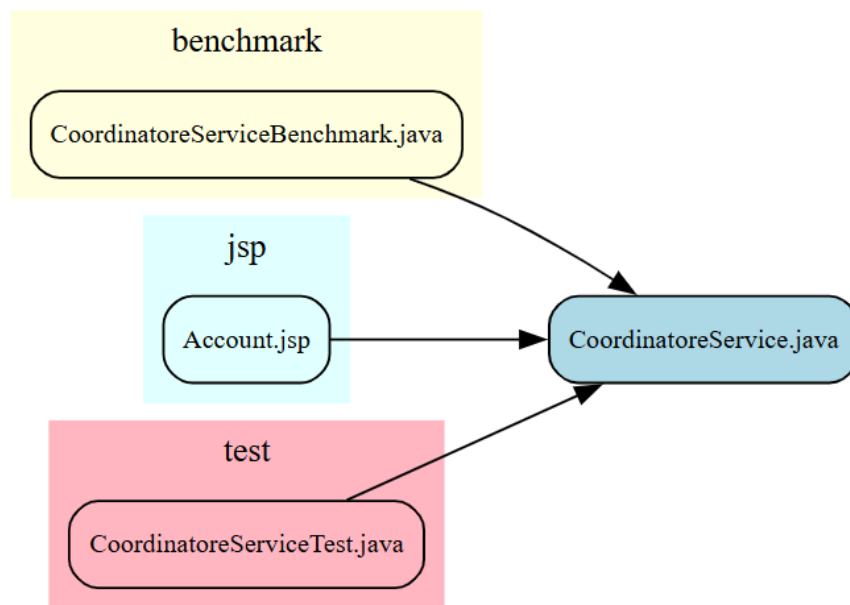 benchmark
CoordinatoreServiceBenchmark.java
jsp
Account.jsp
CoordinatoreService.java
test
CoordinatoreServiceTest.java